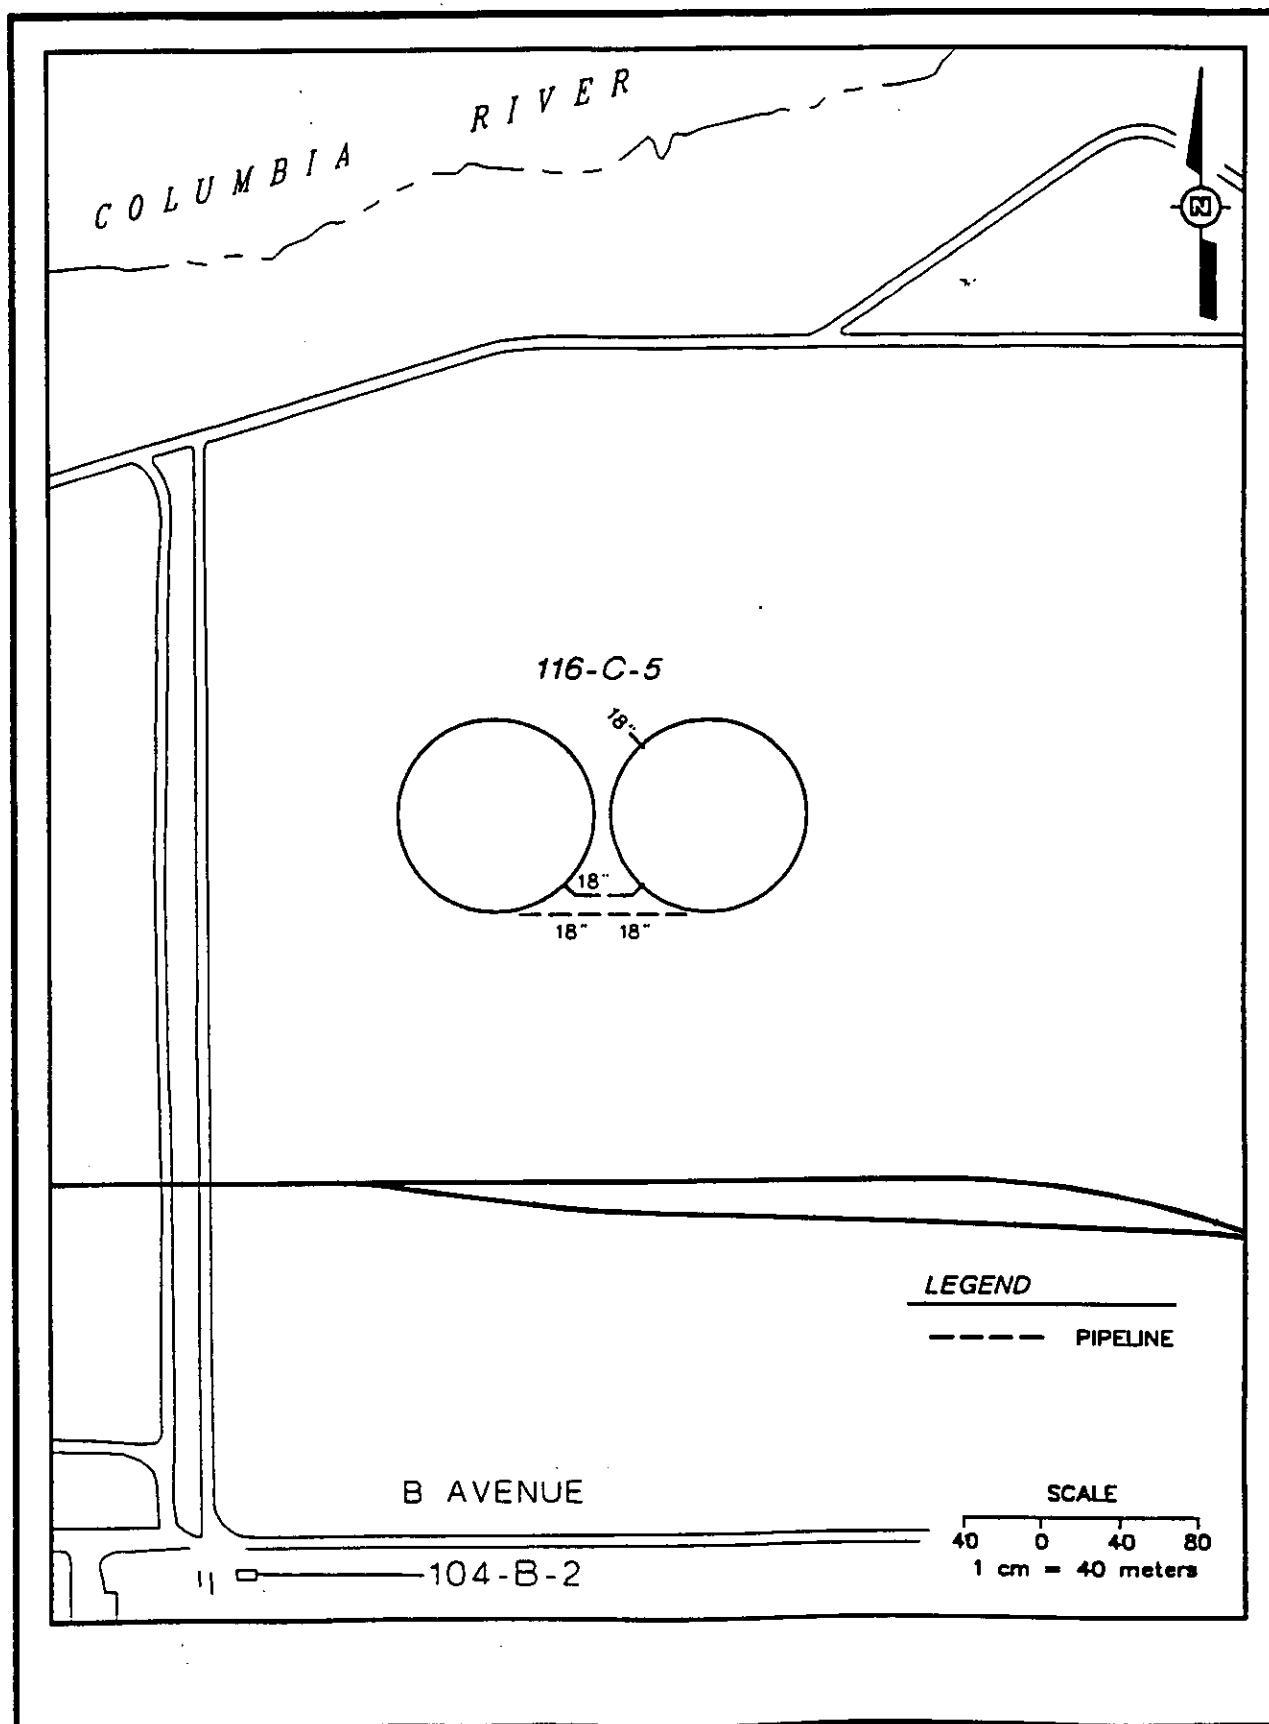 COLUMBIA RIVER
N
116-C-5
18"
18"
18" 18"
LEGEND
PIPELINE
B AVENUE
SCALE
40 0 40 80
1 cm = 40 meters
104-B-2